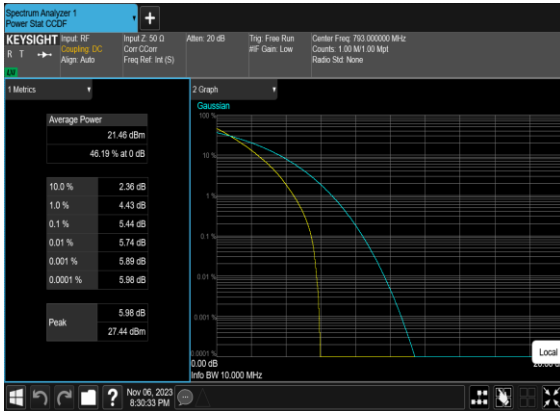 Spectrum Analyzer 1
Power Stat CCDF
+
KEYSIGHT
R T
LXI
Input: RF
Coupling: DC
Align: Auto
Input Z: 50 Ω
Corr CCorr
Freq Ref: Int (S)
Atten: 20 dB
Trig: Free Run
#IF Gain: Low
Center Freq: 793.000000 MHz
Counts: 1.00 M/1.00 Mpt
Radio Std: None
1 Metrics
Average Power
21.46 dBm
46.19 % at 0 dB
10.0 % 2.36 dB
1.0 % 4.43 dB
0.1 % 5.44 dB
0.01 % 5.74 dB
0.001 % 5.89 dB
0.0001 % 5.98 dB
Peak
5.98 dB
27.44 dBm
2 Graph
Gaussian
100 %
10 %
1 %
0.1 %
0.01 %
0.001 %
0.0001 %
0.00 dB
Info BW 10.000 MHz
Local
?
Nov 06, 2023
8:30:33 PM